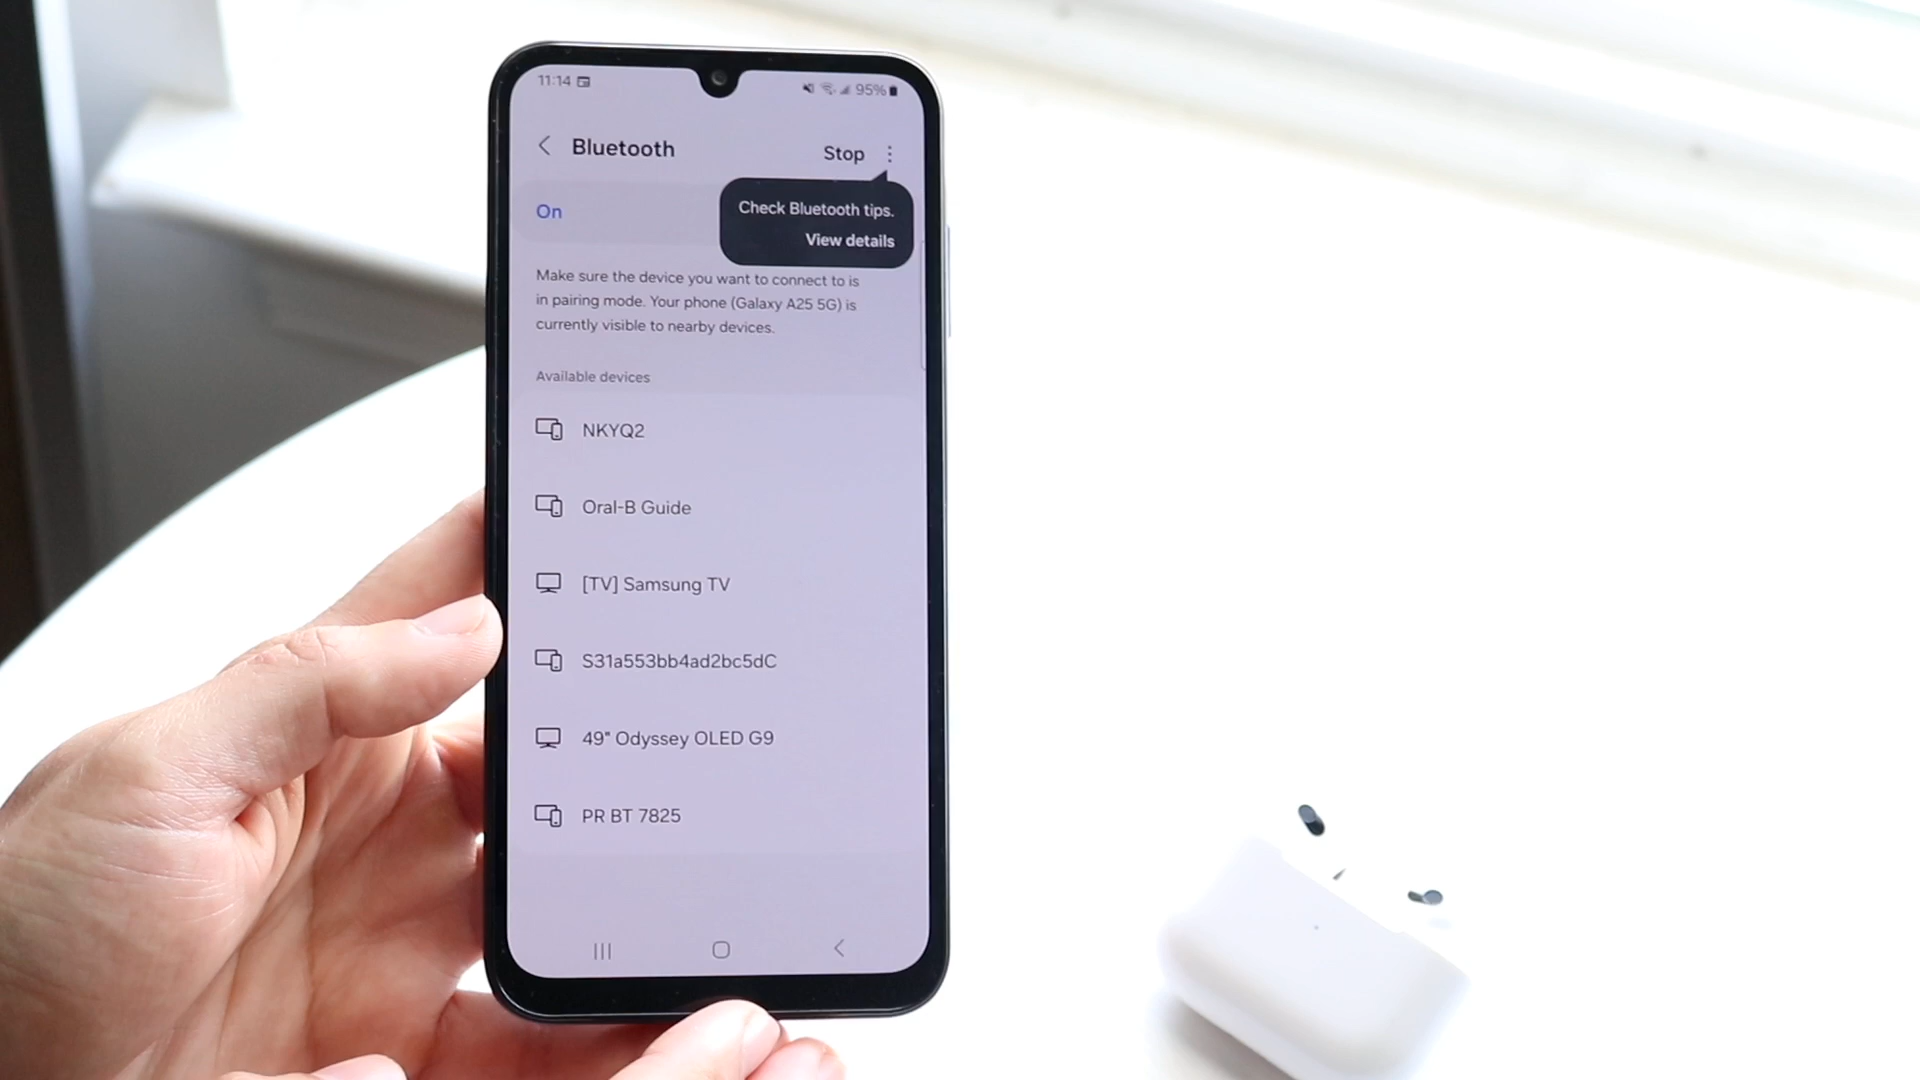 11:14
95%
Bluetooth
Stop
On
Check Bluetooth tips.
View details
Make sure the device you want to connect to is
in pairing mode. Your phone (Galaxy A25 5G) is
currently visible to nearby devices.
Available devices
NKYQ2
Oral-B Guide
[TV] Samsung TV
S31a553bb4ad2bc5dC
49" Odyssey OLED G9
PR BT 7825